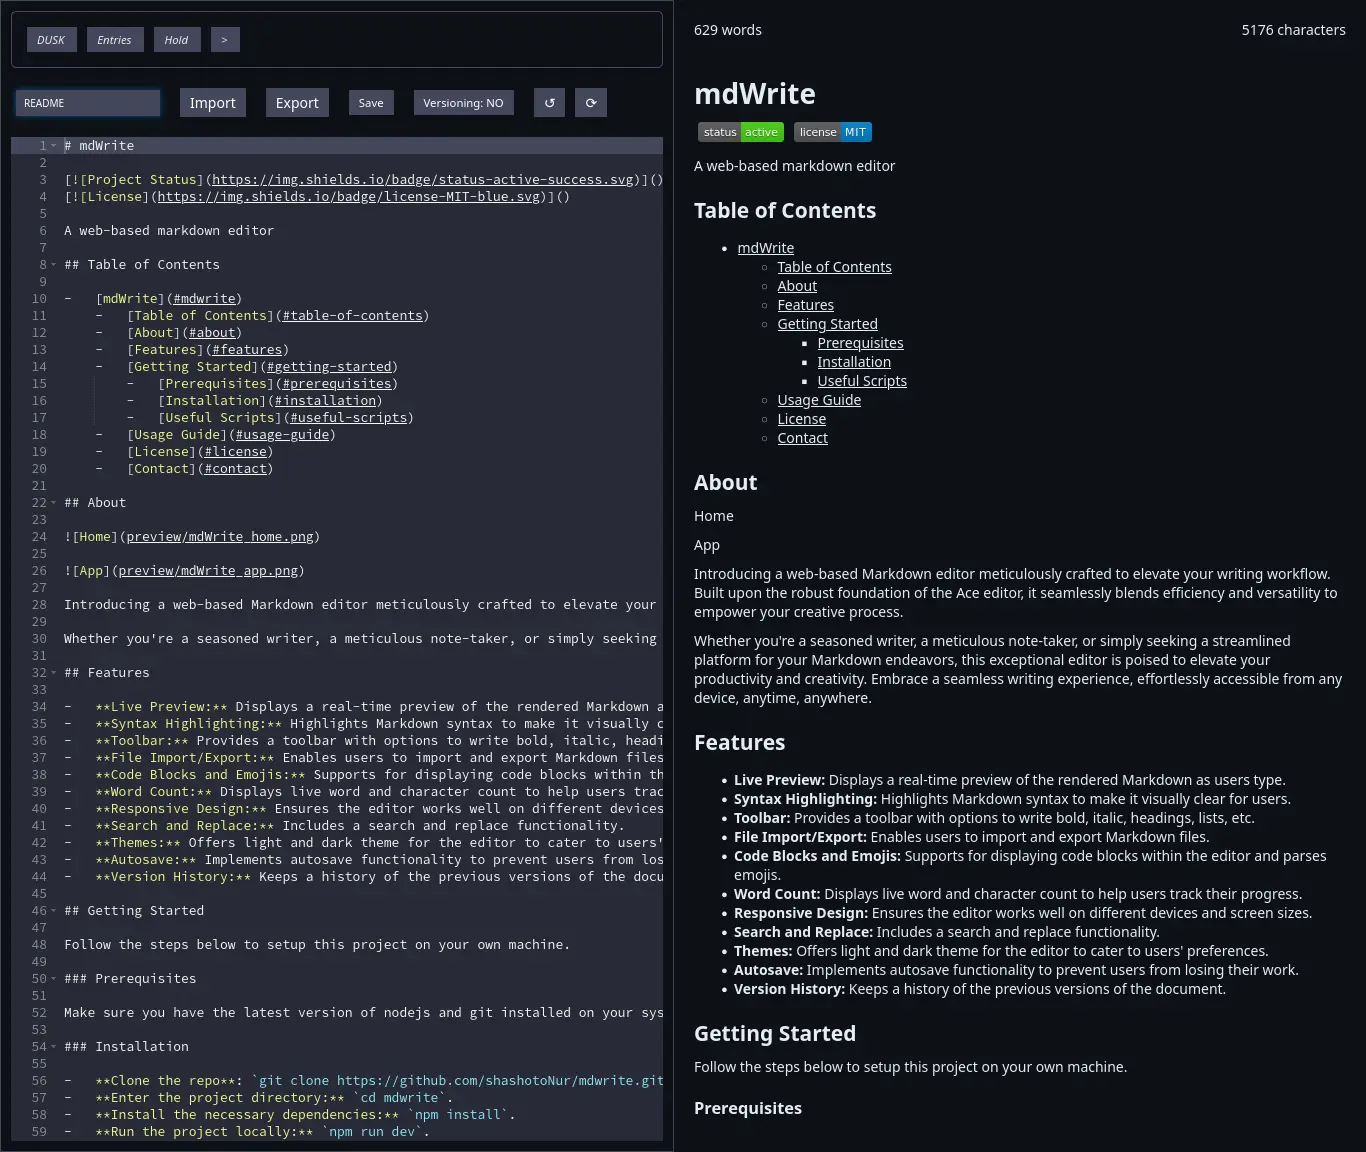 DUSK Entries Hold >
README Import Export Save Versioning: NO ↺ ⟳
1 # mdWrite
2
3 [![Project Status](https://img.shields.io/badge/status-active-success.svg)]()
4 [![License](https://img.shields.io/badge/license-MIT-blue.svg)]()
5
6 A web-based markdown editor
7
8 ## Table of Contents
9
10 -   [mdWrite](#mdwrite)
11     -   [Table of Contents](#table-of-contents)
12     -   [About](#about)
13     -   [Features](#features)
14     -   [Getting Started](#getting-started)
15         -   [Prerequisites](#prerequisites)
16         -   [Installation](#installation)
17         -   [Useful Scripts](#useful-scripts)
18     -   [Usage Guide](#usage-guide)
19     -   [License](#license)
20     -   [Contact](#contact)
21
22 ## About
23
24 ![Home](preview/mdWrite_home.png)
25
26 ![App](preview/mdWrite_app.png)
27
28 Introducing a web-based Markdown editor meticulously crafted to elevate your
29
30 Whether you're a seasoned writer, a meticulous note-taker, or simply seeking
31
32 ## Features
33
34 -   **Live Preview:** Displays a real-time preview of the rendered Markdown a
35 -   **Syntax Highlighting:** Highlights Markdown syntax to make it visually c
36 -   **Toolbar:** Provides a toolbar with options to write bold, italic, headi
37 -   **File Import/Export:** Enables users to import and export Markdown files
38 -   **Code Blocks and Emojis:** Supports for displaying code blocks within th
39 -   **Word Count:** Displays live word and character count to help users trac
40 -   **Responsive Design:** Ensures the editor works well on different devices
41 -   **Search and Replace:** Includes a search and replace functionality.
42 -   **Themes:** Offers light and dark theme for the editor to cater to users'
43 -   **Autosave:** Implements autosave functionality to prevent users from los
44 -   **Version History:** Keeps a history of the previous versions of the docu
45
46 ## Getting Started
47
48 Follow the steps below to setup this project on your own machine.
49
50 ### Prerequisites
51
52 Make sure you have the latest version of nodejs and git installed on your sys
53
54 ### Installation
55
56 -   **Clone the repo**: `git clone https://github.com/shashotoNur/mdwrite.git
57 -   **Enter the project directory:** `cd mdwrite`.
58 -   **Install the necessary dependencies:** `npm install`.
59 -   **Run the project locally:** `npm run dev`.
629 words 5176 characters
mdWrite
status active license MIT
A web-based markdown editor
Table of Contents
• mdWrite
◦ Table of Contents
◦ About
◦ Features
◦ Getting Started
▪ Prerequisites
▪ Installation
▪ Useful Scripts
◦ Usage Guide
◦ License
◦ Contact
About
Home
App
Introducing a web-based Markdown editor meticulously crafted to elevate your writing workflow.
Built upon the robust foundation of the Ace editor, it seamlessly blends efficiency and versatility to
empower your creative process.
Whether you're a seasoned writer, a meticulous note-taker, or simply seeking a streamlined
platform for your Markdown endeavors, this exceptional editor is poised to elevate your
productivity and creativity. Embrace a seamless writing experience, effortlessly accessible from any
device, anytime, anywhere.
Features
• Live Preview: Displays a real-time preview of the rendered Markdown as users type.
• Syntax Highlighting: Highlights Markdown syntax to make it visually clear for users.
• Toolbar: Provides a toolbar with options to write bold, italic, headings, lists, etc.
• File Import/Export: Enables users to import and export Markdown files.
• Code Blocks and Emojis: Supports for displaying code blocks within the editor and parses
emojis.
• Word Count: Displays live word and character count to help users track their progress.
• Responsive Design: Ensures the editor works well on different devices and screen sizes.
• Search and Replace: Includes a search and replace functionality.
• Themes: Offers light and dark theme for the editor to cater to users' preferences.
• Autosave: Implements autosave functionality to prevent users from losing their work.
• Version History: Keeps a history of the previous versions of the document.
Getting Started
Follow the steps below to setup this project on your own machine.
Prerequisites